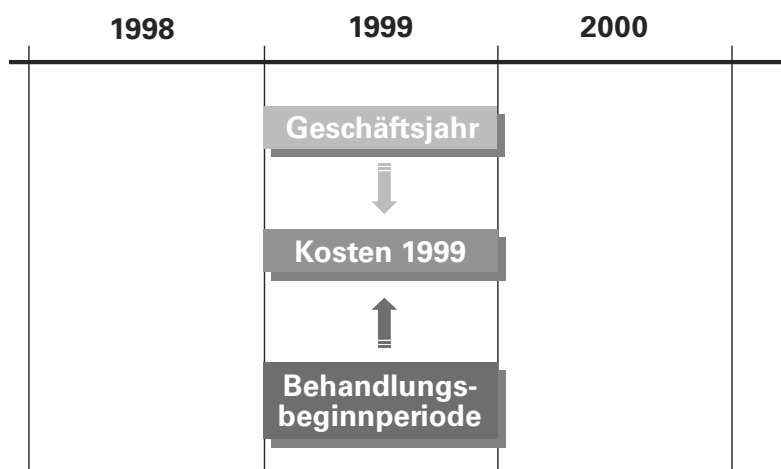 1998 1999 2000
Geschäftsjahr
Kosten 1999
Behandlungs-
beginnperiode